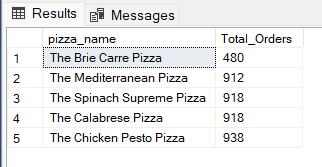 Results Messages
pizza_name Total_Orders
1 The Brie Carre Pizza 480
2 The Mediterranean Pizza 912
3 The Spinach Supreme Pizza 918
4 The Calabrese Pizza 918
5 The Chicken Pesto Pizza 938